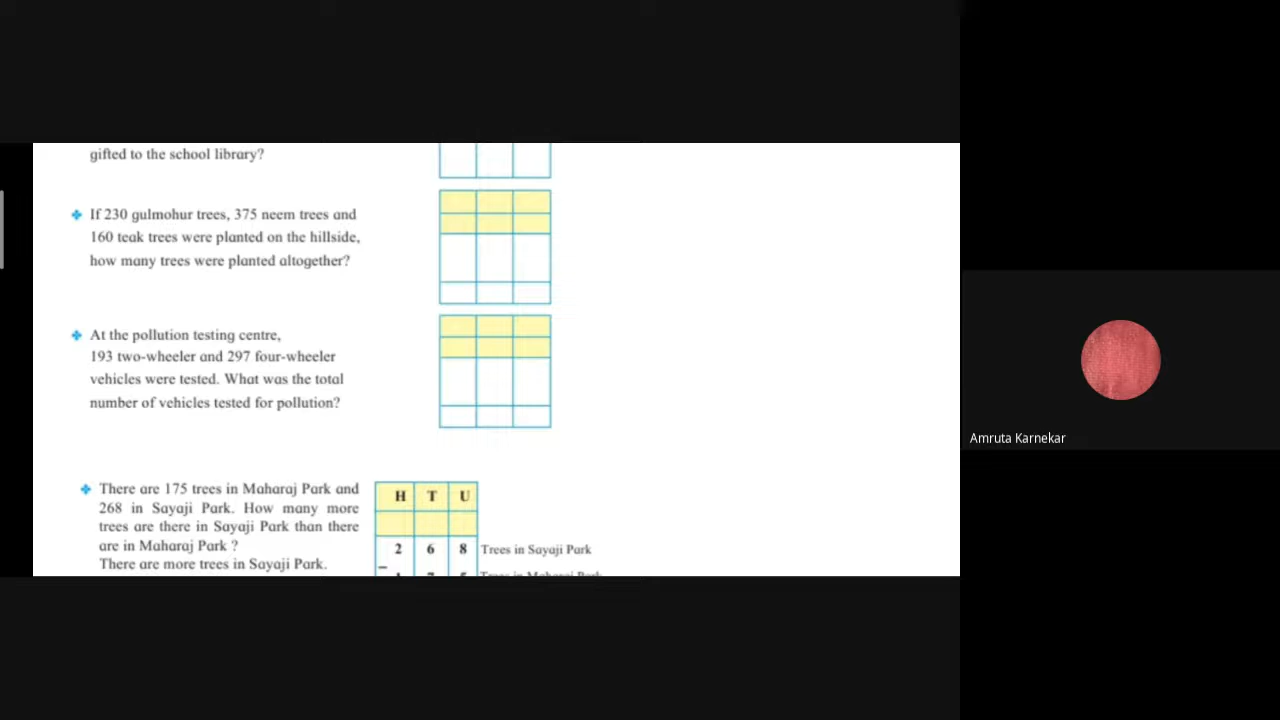 gifted to the school library?
If 230 gulmohur trees, 375 neem trees and
160 teak trees were planted on the hillside,
how many trees were planted altogether?
At the pollution testing centre,
193 two-wheeler and 297 four-wheeler
vehicles were tested. What was the total
number of vehicles tested for pollution?
There are 175 trees in Maharaj Park and
268 in Sayaji Park. How many more
trees are there in Sayaji Park than there
are in Maharaj Park ?
There are more trees in Sayaji Park.
H T U
2 6 8 Trees in Sayaji Park
Amruta Karnekar